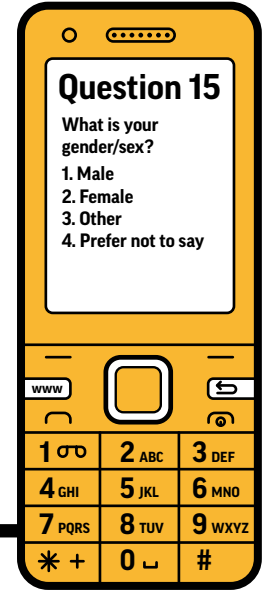 Question 15
What is your
gender/sex?
1. Male
2. Female
3. Other
4. Prefer not to say
www
1 2 ABC 3 DEF
4 GHI 5 JKL 6 MNO
7 PQRS 8 TUV 9 WXYZ
* + 0 #